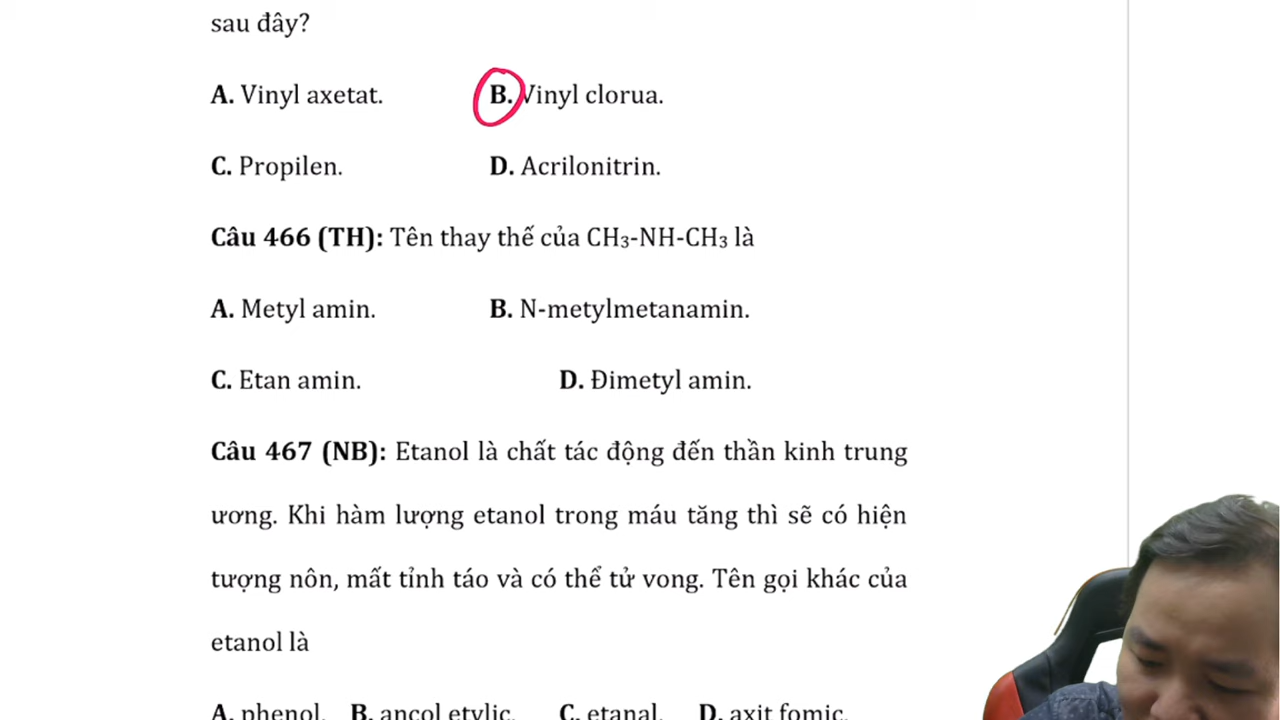 sau đây?
A. Vinyl axetat. B. Vinyl clorua.
C. Propilen. D. Acrilonitrin.
Câu 466 (TH): Tên thay thế của CH₃-NH-CH₃ là
A. Metyl amin. B. N-metylmetanamin.
C. Etan amin. D. Đimetyl amin.
Câu 467 (NB): Etanol là chất tác động đến thần kinh trung
ương. Khi hàm lượng etanol trong máu tăng thì sẽ có hiện
tượng nôn, mất tỉnh táo và có thể tử vong. Tên gọi khác của
etanol là
A. phenol. B. ancol etylic. C. etanal. D. axit fomic.